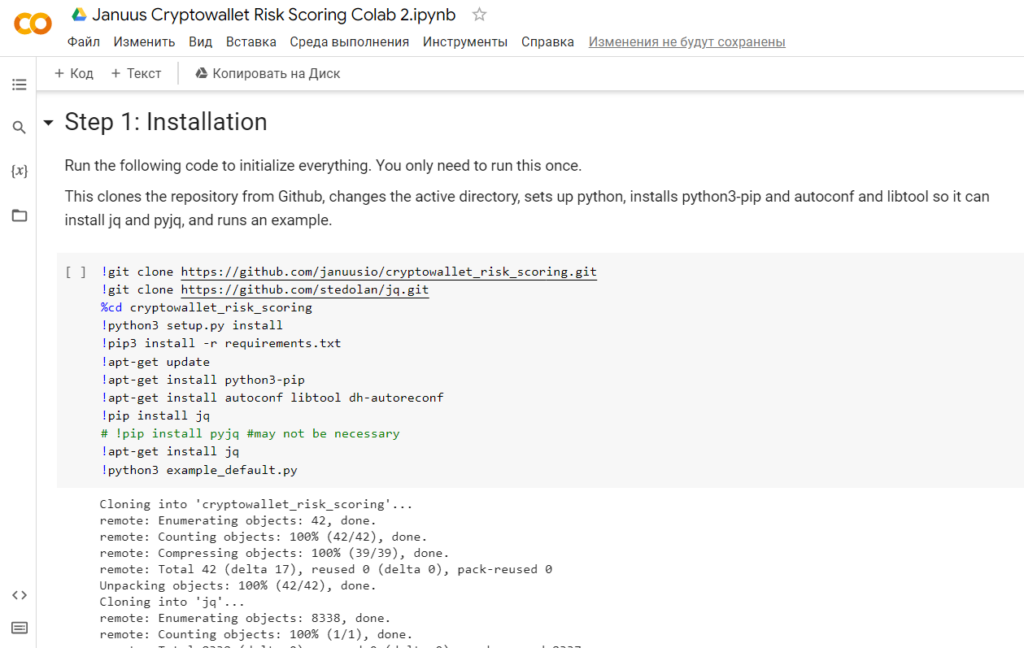 Januus Cryptowallet Risk Scoring Colab 2.ipynb
Файл Изменить Вид Вставка Среда выполнения Инструменты Справка Изменения не будут сохранены
+ Код + Текст Копировать на Диск
Step 1: Installation
Run the following code to initialize everything. You only need to run this once.
This clones the repository from Github, changes the active directory, sets up python, installs python3-pip and autoconf and libtool so it can
install jq and pyjq, and runs an example.
[ ] !git clone https://github.com/januusio/cryptowallet_risk_scoring.git
!git clone https://github.com/stedolan/jq.git
%cd cryptowallet_risk_scoring
!python3 setup.py install
!pip3 install -r requirements.txt
!apt-get update
!apt-get install python3-pip
!apt-get install autoconf libtool dh-autoreconf
!pip install jq
# !pip install pyjq #may not be necessary
!apt-get install jq
!python3 example_default.py
Cloning into 'cryptowallet_risk_scoring'...
remote: Enumerating objects: 42, done.
remote: Counting objects: 100% (42/42), done.
remote: Compressing objects: 100% (39/39), done.
remote: Total 42 (delta 17), reused 0 (delta 0), pack-reused 0
Unpacking objects: 100% (42/42), done.
Cloning into 'jq'...
remote: Enumerating objects: 8338, done.
remote: Counting objects: 100% (1/1), done.